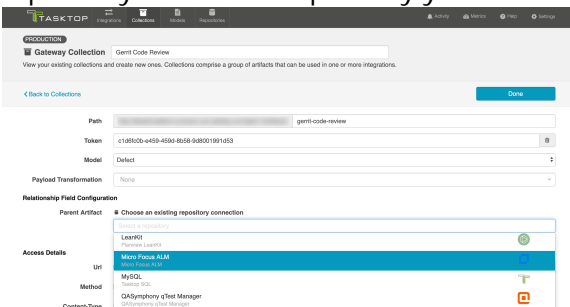 TASKTOP Integrations Collections Models Repositories Activity Metrics Help Settings
PRODUCTION
Gateway Collection Gerrit Code Review
View your existing collections and create new ones. Collections comprise a group of artifacts that can be used in one or more integrations.
Back to Collections Done
Path gerrit-code-review
Token c1d6fc0b-e459-459d-8b58-9d8001991d53
Model Defect
Payload Transformation None
Relationship Field Configuration
Parent Artifact Choose an existing repository connection
Select a repository
LeanKit
Planview LeanKit
Access Details
Micro Focus ALM
Micro Focus ALM
Url
MySQL
Tasktop SQL
Method
QASymphony qTest Manager
QASymphony qTest Manager
Content-Type